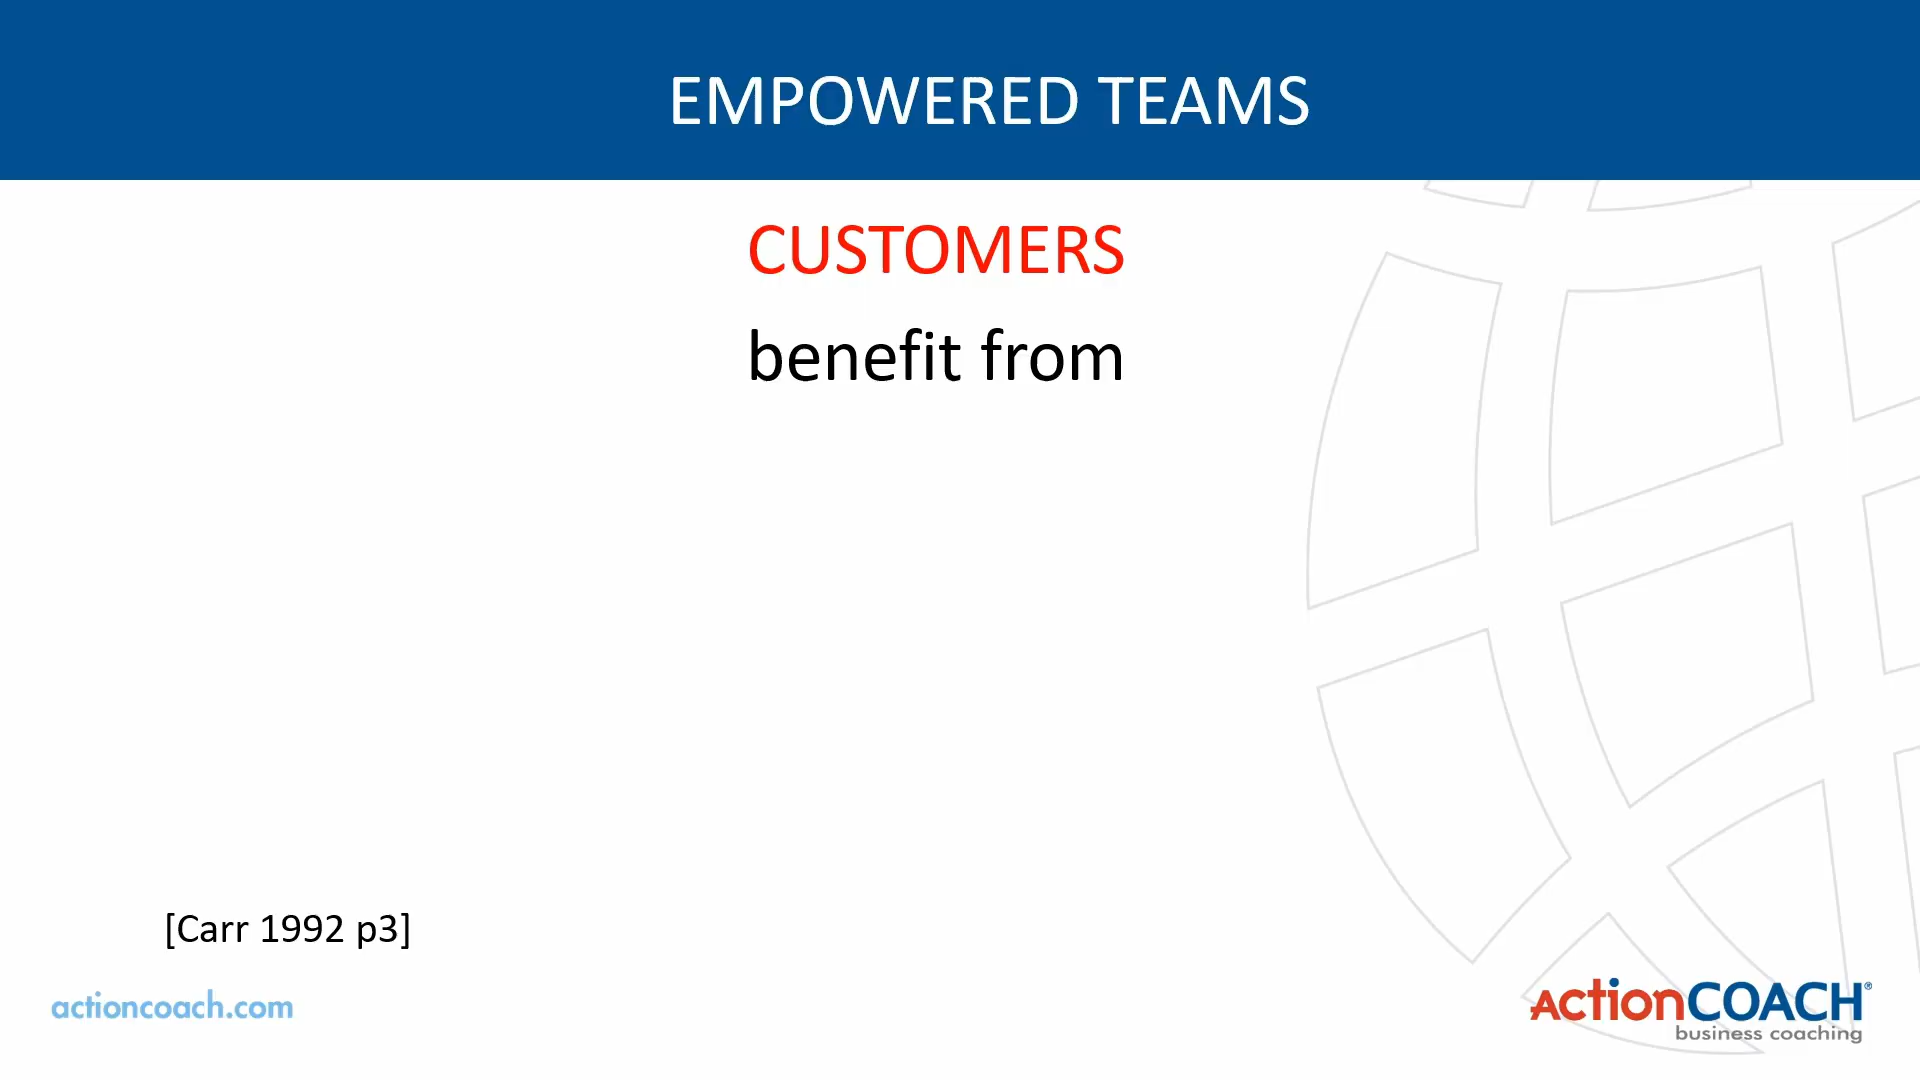 EMPOWERED TEAMS
CUSTOMERS
benefit from
[Carr 1992 p3]
actioncoach.com
ActionCOACH®
business coaching